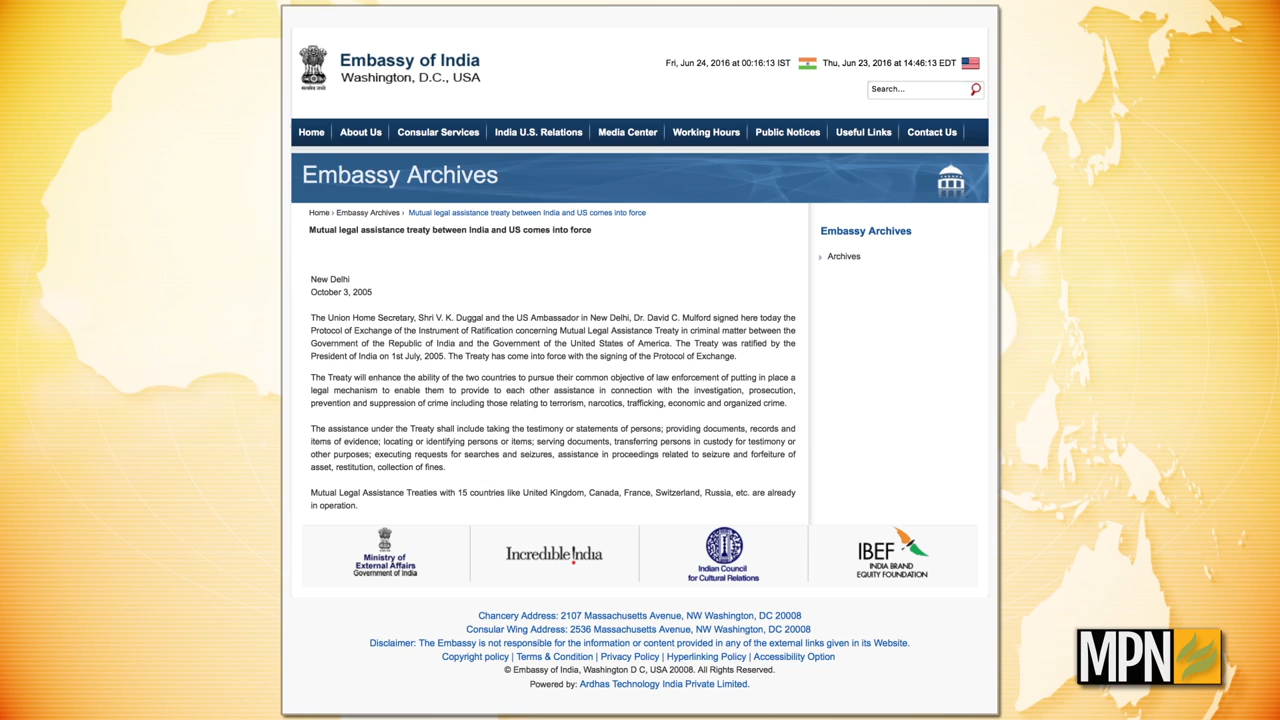 Embassy of India
Washington, D.C., USA
Fri, Jun 24, 2016 at 00:16:13 IST
Thu, Jun 23, 2016 at 14:46:13 EDT
Search...
Home
About Us
Consular Services
India U.S. Relations
Media Center
Working Hours
Public Notices
Useful Links
Contact Us
Embassy Archives
Home › Embassy Archives › Mutual legal assistance treaty between India and US comes into force
Mutual legal assistance treaty between India and US comes into force
New Delhi
October 3, 2005
The Union Home Secretary, Shri V. K. Duggal and the US Ambassador in New Delhi, Dr. David C. Mulford signed here today the
Protocol of Exchange of the Instrument of Ratification concerning Mutual Legal Assistance Treaty in criminal matter between the
Government of the Republic of India and the Government of the United States of America. The Treaty was ratified by the
President of India on 1st July, 2005. The Treaty has come into force with the signing of the Protocol of Exchange.
The Treaty will enhance the ability of the two countries to pursue their common objective of law enforcement of putting in place a
legal mechanism to enable them to provide to each other assistance in connection with the investigation, prosecution,
prevention and suppression of crime including those relating to terrorism, narcotics, trafficking, economic and organized crime.
The assistance under the Treaty shall include taking the testimony or statements of persons; providing documents, records and
items of evidence; locating or identifying persons or items; serving documents, transferring persons in custody for testimony or
other purposes; executing requests for searches and seizures, assistance in proceedings related to seizure and forfeiture of
asset, restitution, collection of fines.
Mutual Legal Assistance Treaties with 15 countries like United Kingdom, Canada, France, Switzerland, Russia, etc. are already
in operation.
Embassy Archives
Archives
Ministry of
External Affairs
Government of India
Incredible!ndia
Indian Council
for Cultural Relations
IBEF
INDIA BRAND
EQUITY FOUNDATION
Chancery Address: 2107 Massachusetts Avenue, NW Washington, DC 20008
Consular Wing Address: 2536 Massachusetts Avenue, NW Washington, DC 20008
Disclaimer: The Embassy is not responsible for the information or content provided in any of the external links given in its Website.
Copyright policy | Terms & Condition | Privacy Policy | Hyperlinking Policy | Accessibility Option
© Embassy of India, Washington D C, USA 20008. All Rights Reserved.
Powered by: Ardhas Technology India Private Limited.
MPN